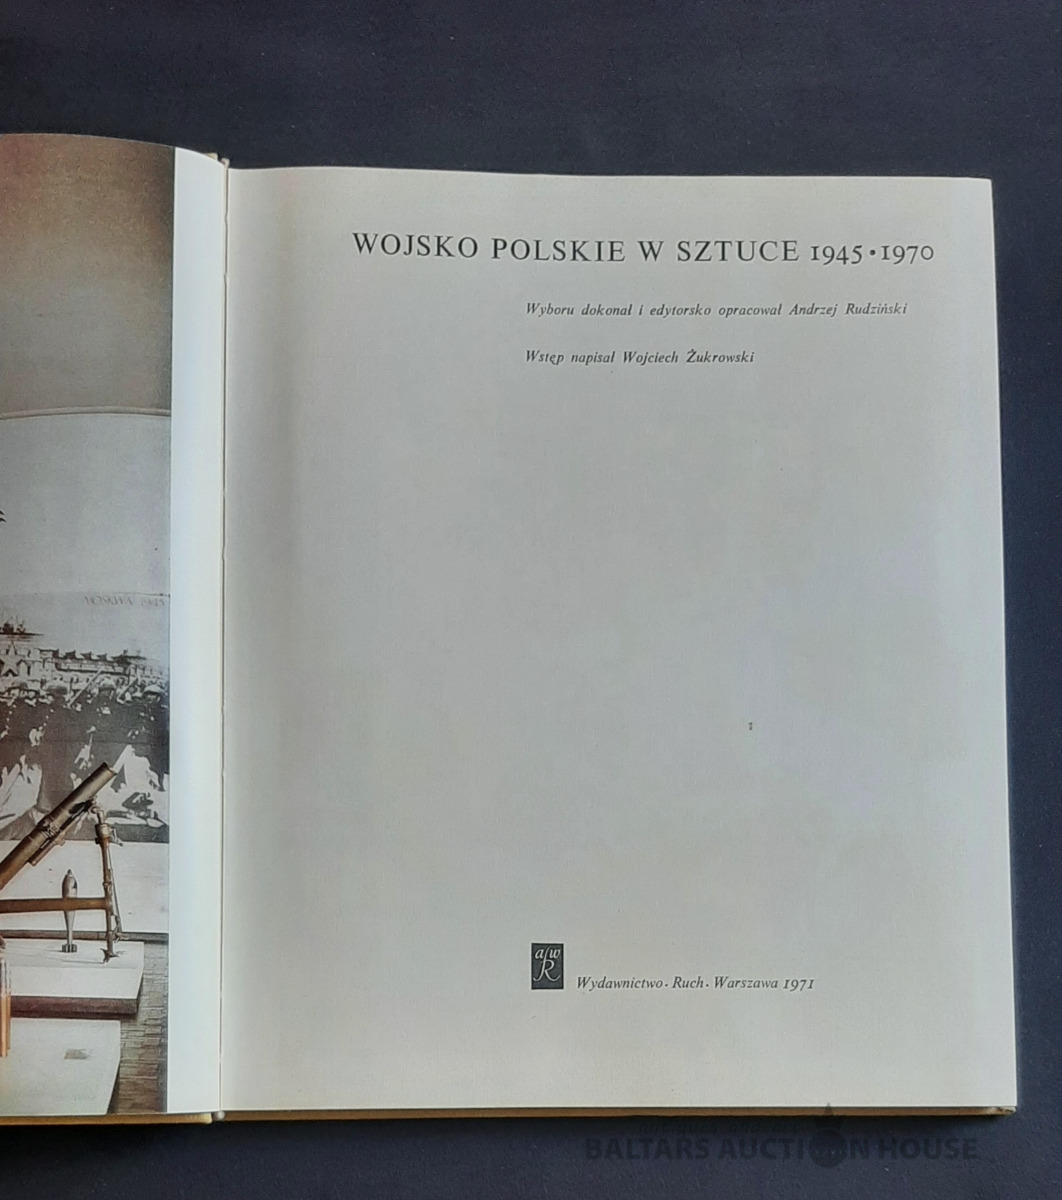 WOJSKO POLSKIE W SZTUCE 1945 • 1970
Wyboru dokonał i edytorsko opracował Andrzej Rudziński
Wstęp napisał Wojciech Żukrowski
a/w
R
Wydawnictwo · Ruch · Warszawa 1971
BALTARS AUCTION HOUSE